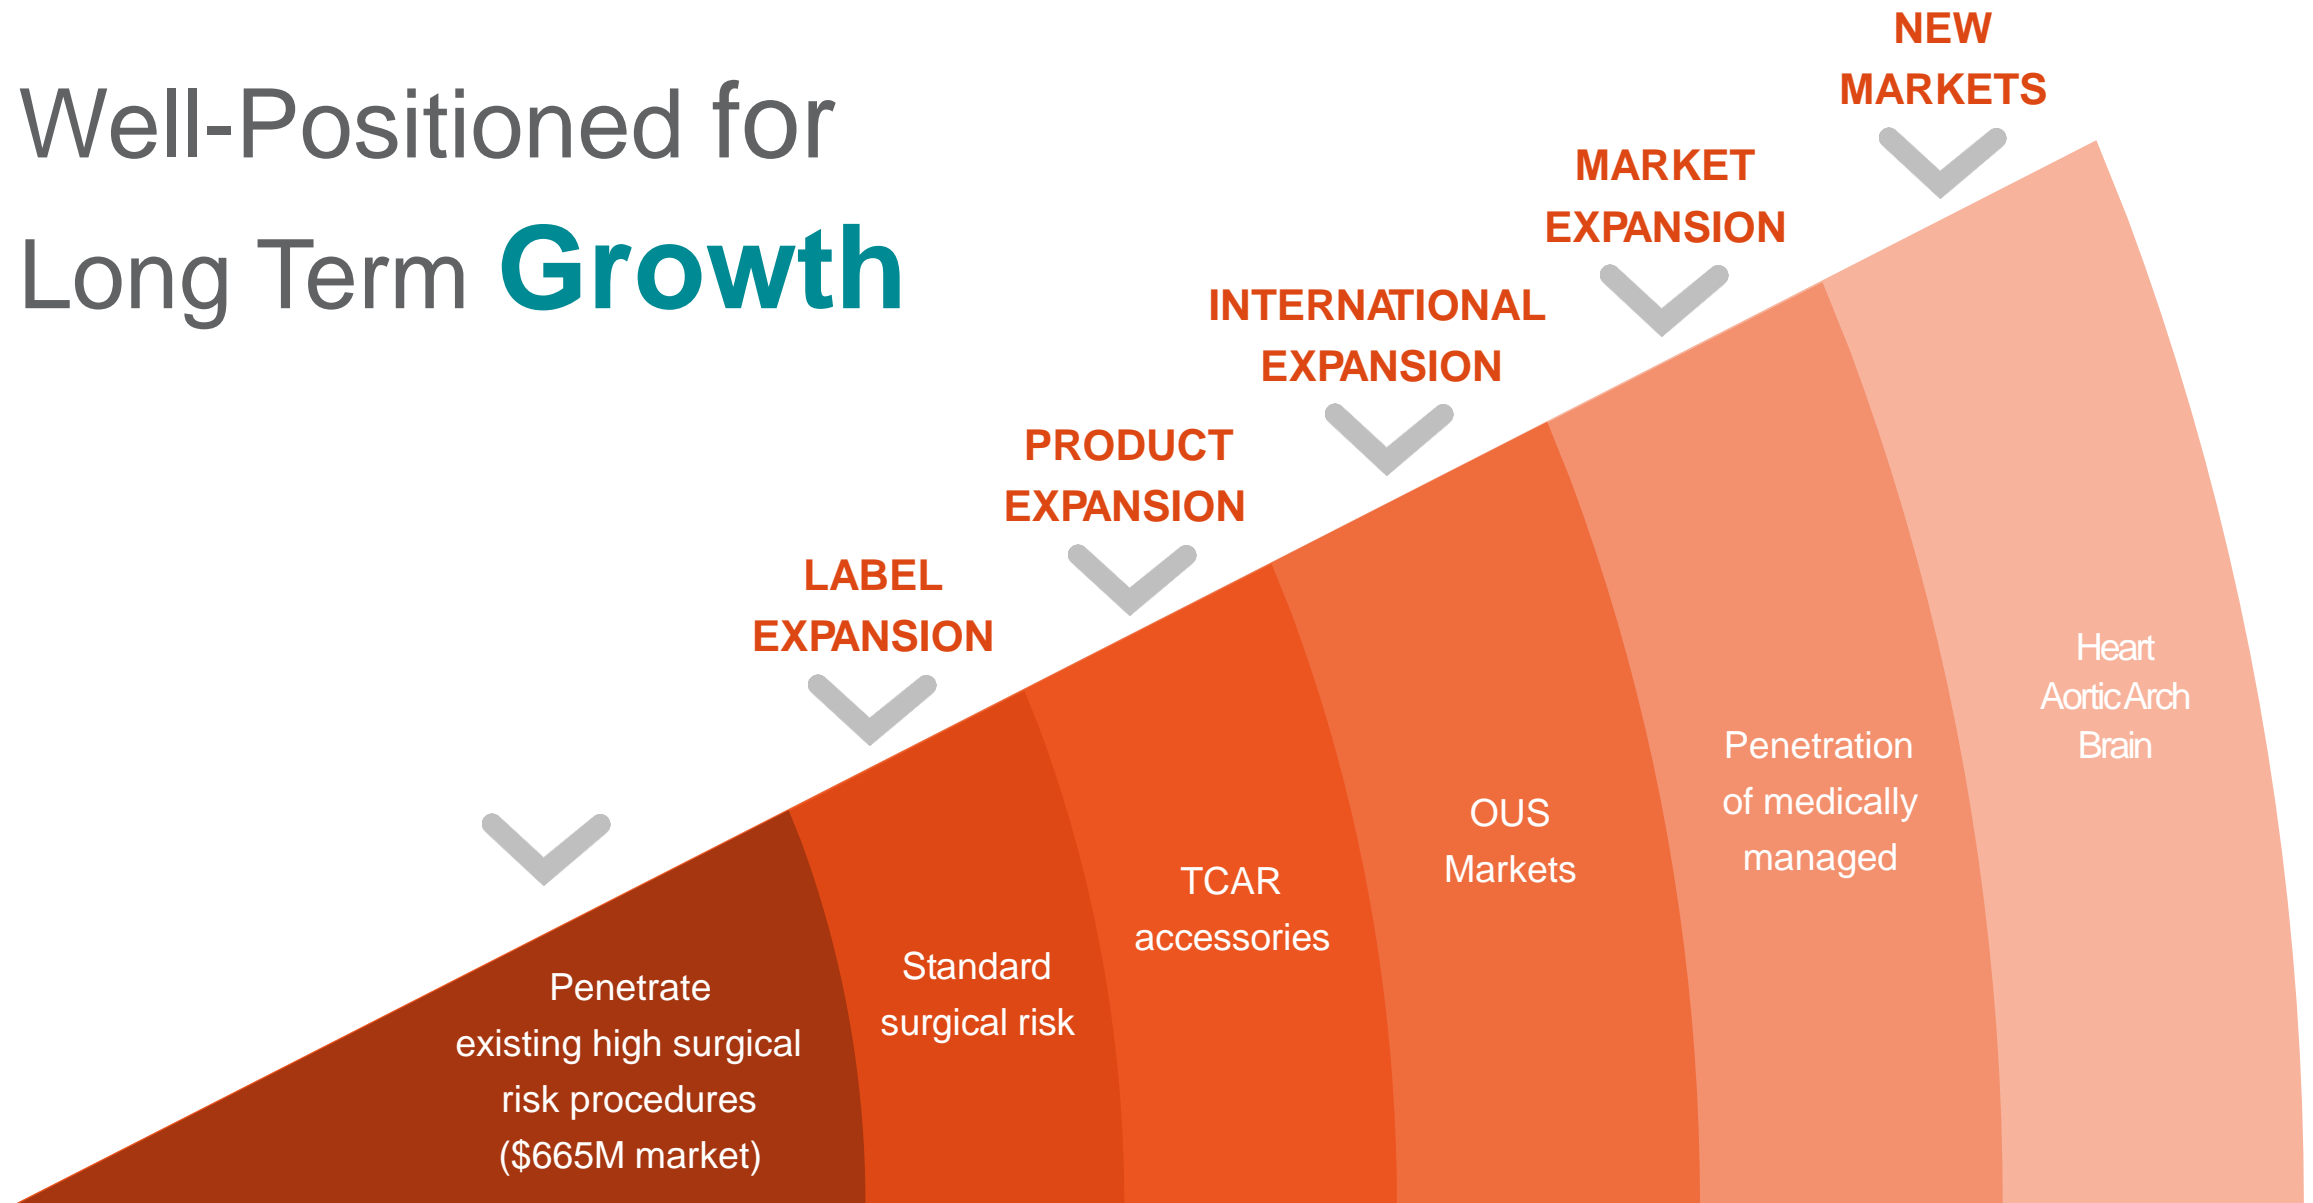 Well-Positioned for
Long Term Growth
NEW
MARKETS
MARKET
EXPANSION
INTERNATIONAL
EXPANSION
PRODUCT
EXPANSION
LABEL
EXPANSION
Penetrate
existing high surgical
risk procedures
($665M market)
Standard
surgical risk
TCAR
accessories
OUS
Markets
Penetration
of medically
managed
Heart
Aortic Arch
Brain